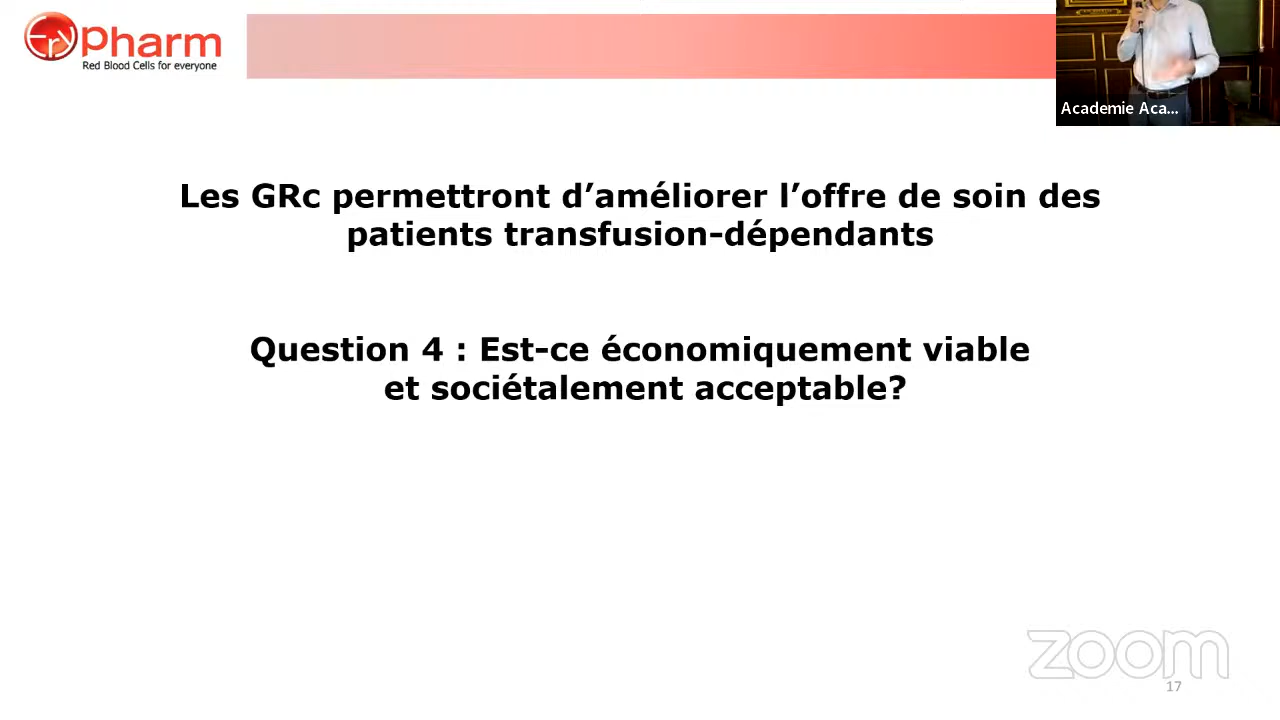 EryPharm
Red Blood Cells for everyone
Academie Aca...
Les GRc permettront d’améliorer l’offre de soin des
patients transfusion-dépendants
Question 4 : Est-ce économiquement viable
et sociétalement acceptable?
zoom
17